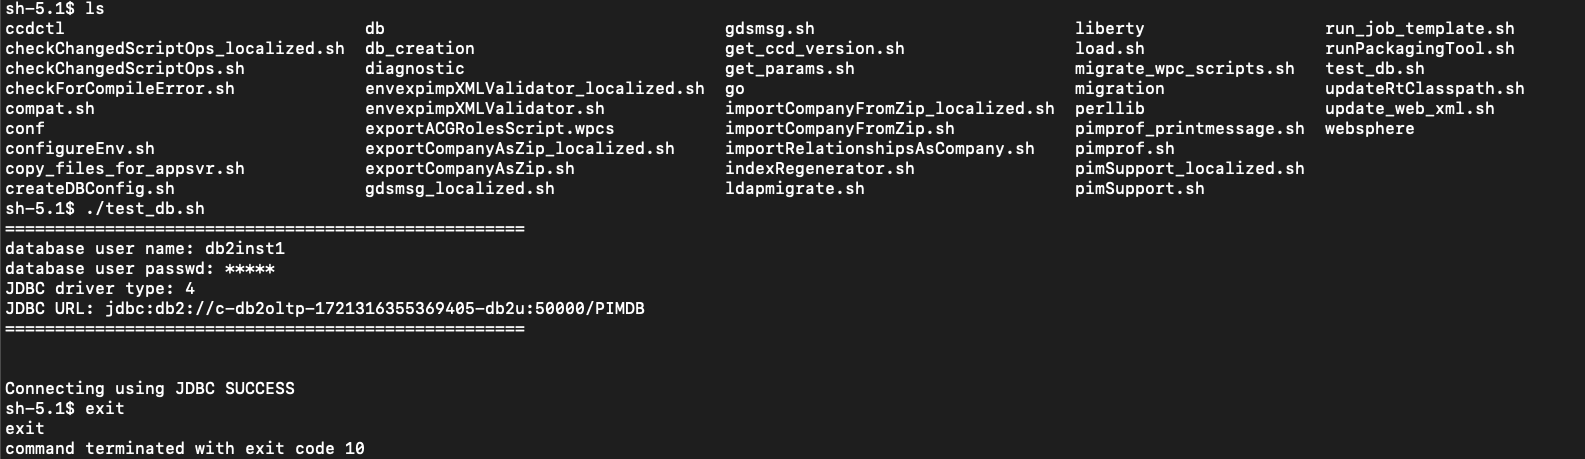 sh-5.1$ ls
ccdctl db gdsmsg.sh liberty run_job_template.sh
checkChangedScriptOps_localized.sh db_creation get_ccd_version.sh load.sh runPackagingTool.sh
checkChangedScriptOps.sh diagnostic get_params.sh migrate_wpc_scripts.sh test_db.sh
checkForCompileError.sh envexpimpXMLValidator_localized.sh go migration updateRtClasspath.sh
compat.sh envexpimpXMLValidator.sh importCompanyFromZip_localized.sh perllib update_web_xml.sh
conf exportACGRolesScript.wpcs importCompanyFromZip.sh pimprof_printmessage.sh websphere
configureEnv.sh exportCompanyAsZip_localized.sh importRelationshipsAsCompany.sh pimprof.sh
copy_files_for_appsvr.sh exportCompanyAsZip.sh indexRegenerator.sh pimSupport_localized.sh
createDBConfig.sh gdsmsg_localized.sh ldapmigrate.sh pimSupport.sh
sh-5.1$ ./test_db.sh
====================================================
database user name: db2inst1
database user passwd: *****
JDBC driver type: 4
JDBC URL: jdbc:db2://c-db2oltp-1721316355369405-db2u:50000/PIMDB
====================================================
Connecting using JDBC SUCCESS
sh-5.1$ exit
exit
command terminated with exit code 10